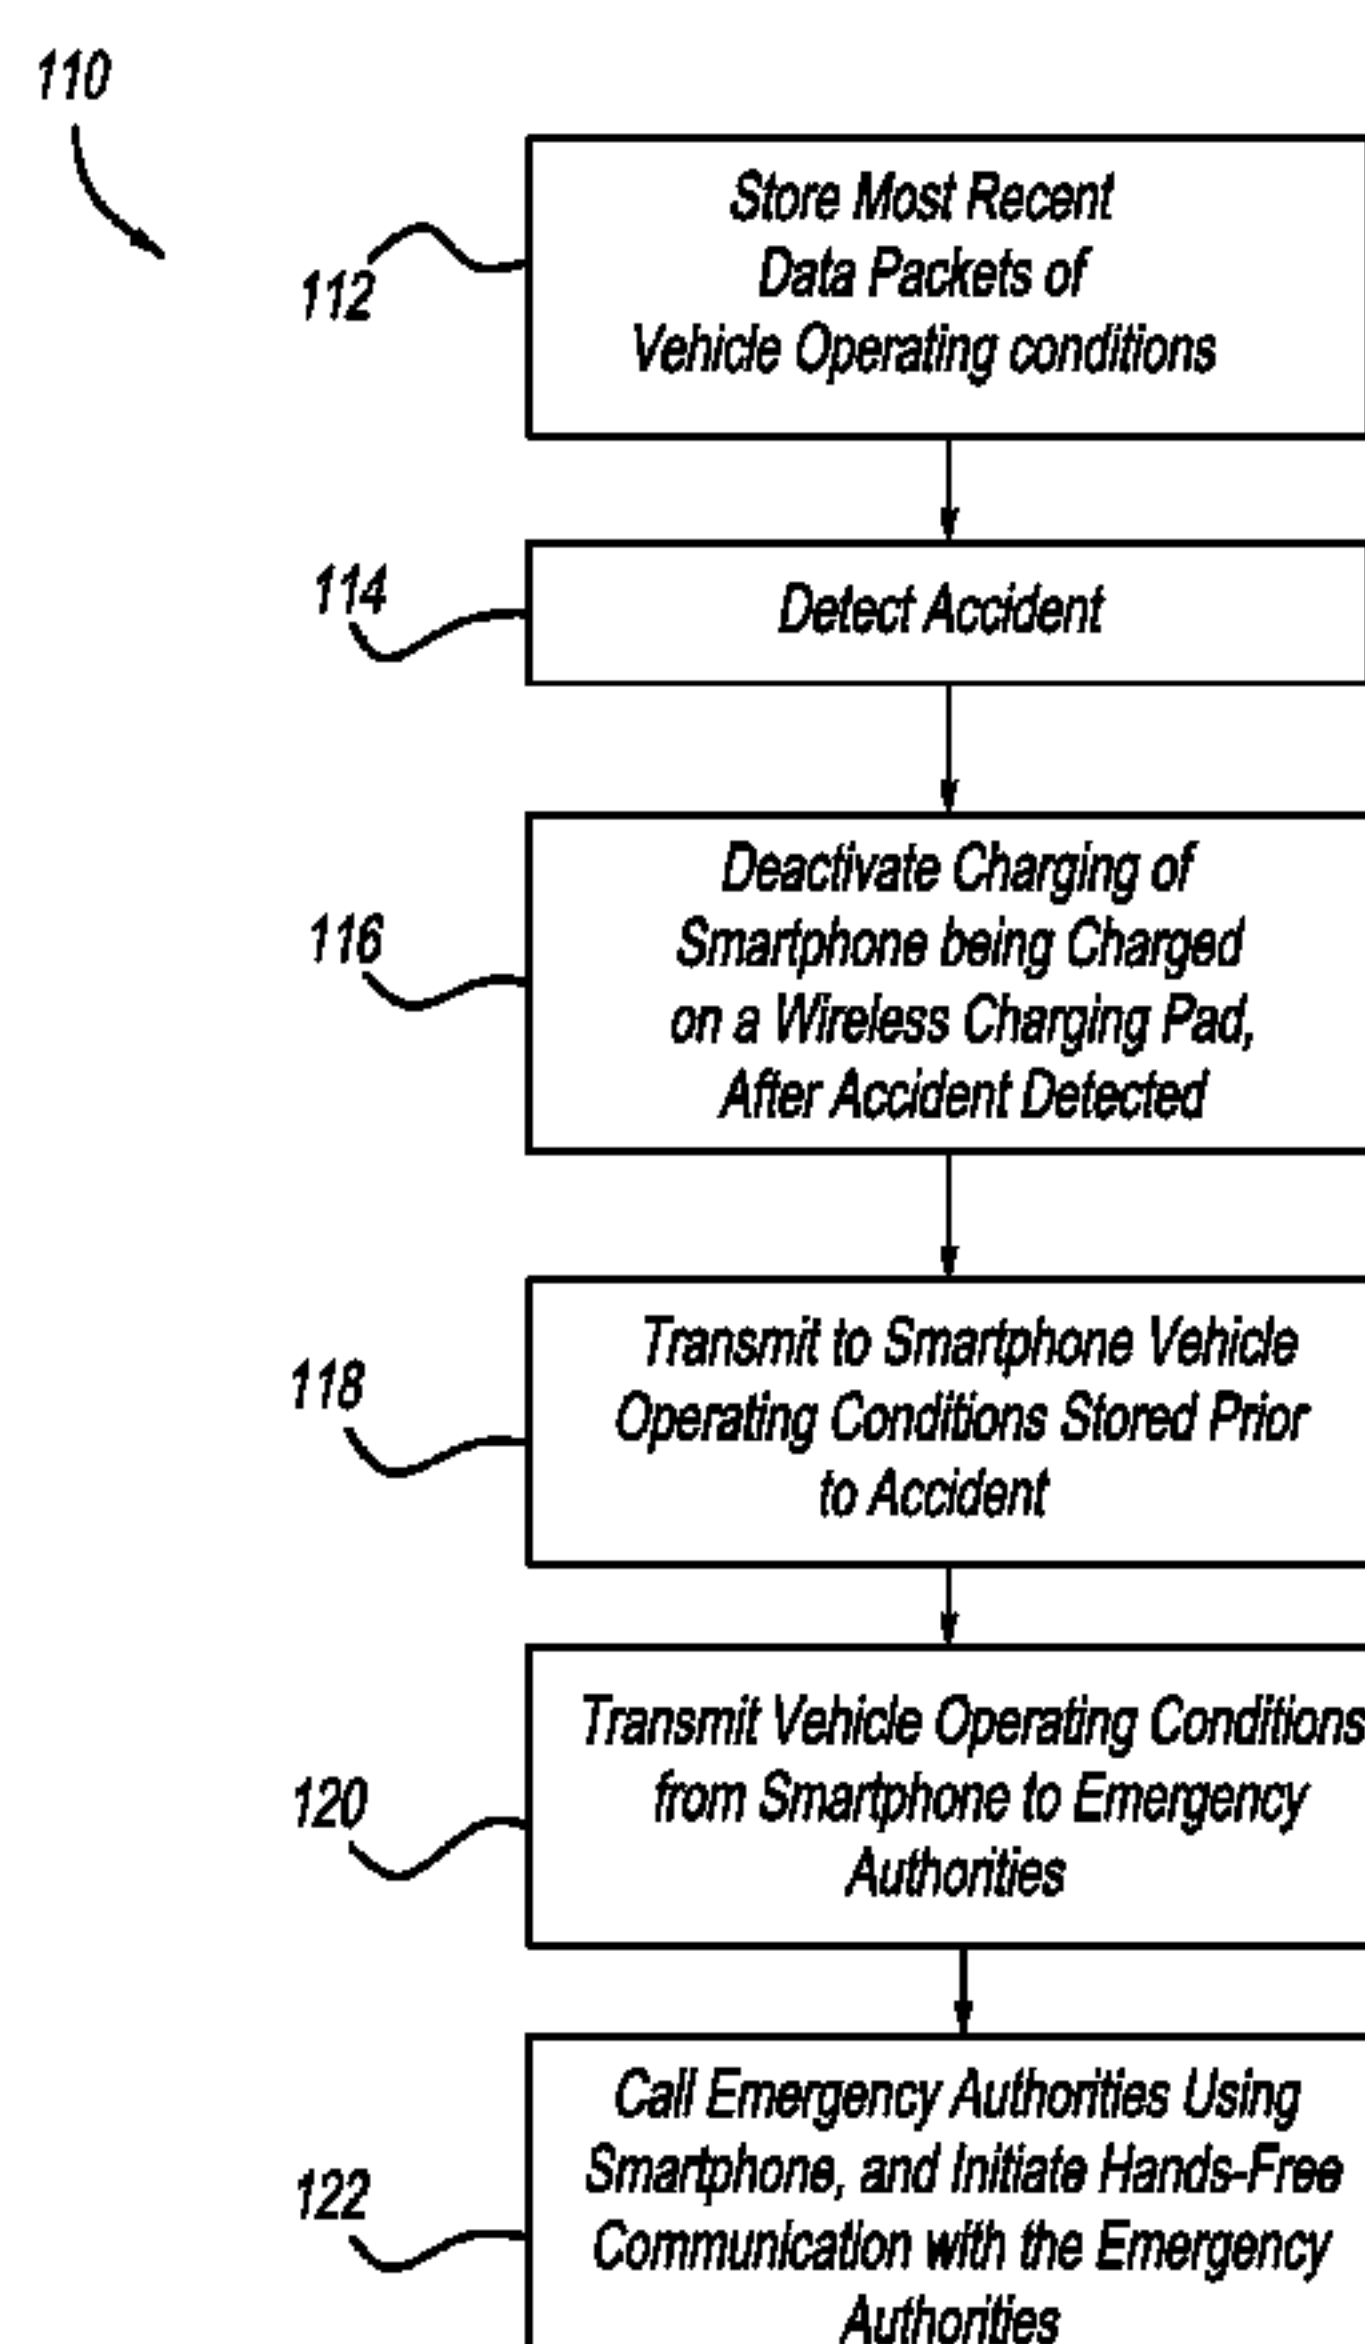 110
Store Most Recent
Data Packets of
Vehicle Operating conditions
112
Detect Accident
114
Deactivate Charging of
Smartphone being Charged
on a Wireless Charging Pad,
After Accident Detected
116
Transmit to Smartphone Vehicle
Operating Conditions Stored Prior
to Accident
118
Transmit Vehicle Operating Conditions
from Smartphone to Emergency
Authorities
120
Call Emergency Authorities Using
Smartphone, and Initiate Hands-Free
Communication with the Emergency
Authorities
122